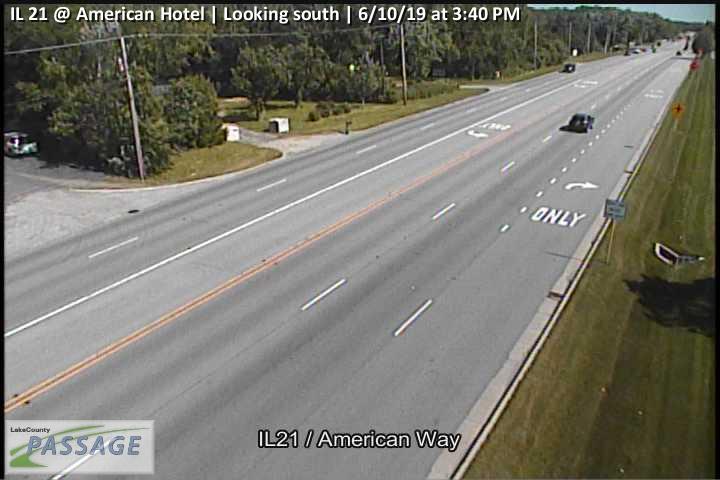 IL 21 @ American Hotel | Looking south | 6/10/19 at 3:40 PM
ONLY
IL21 / American Way
LakeCounty
PASSAGE